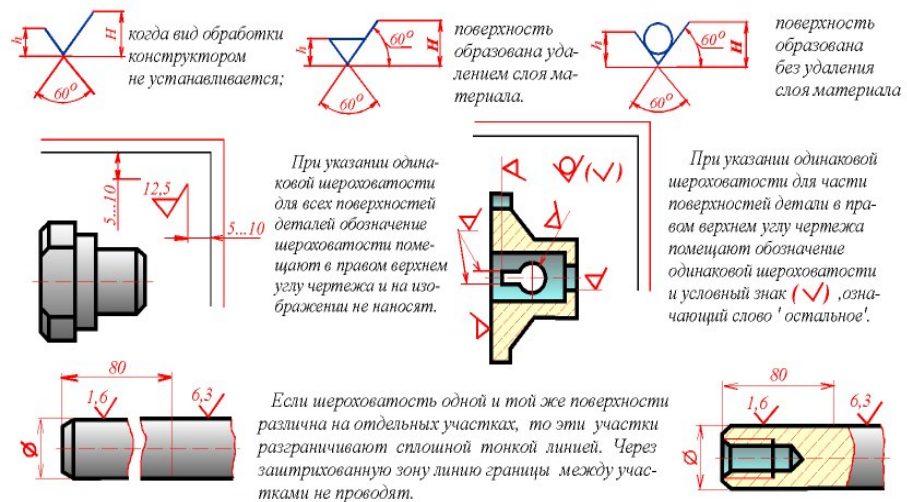 h
H
60°
когда вид обработки
конструктором
не устанавливается;
h
60°
H
60°
поверхность
образована уда-
лением слоя ма-
териала.
h
60°
H
60°
поверхность
образована
без удаления
слоя материала
5...10
12,5
5...10
При указании одина-
ковой шероховатости
для всех поверхностей
деталей обозначение
шероховатости поме-
щают в правом верхнем
углу чертежа и на изо-
бражении не наносят.
При указании одинаковой
шероховатости для части
поверхностей детали в пра-
вом верхнем углу чертежа
помещают обозначение
одинаковой шероховатости
и условный знак (√) ,озна-
чающий слово ' остальное'.
80
1,6
6,3
Ø
Если шероховатость одной и той же поверхности
различна на отдельных участках, то эти участки
разграничивают сплошной тонкой линией. Через
заштрихованную зону линию границы между учас-
тками не проводят.
80
1,6
6,3
Ø